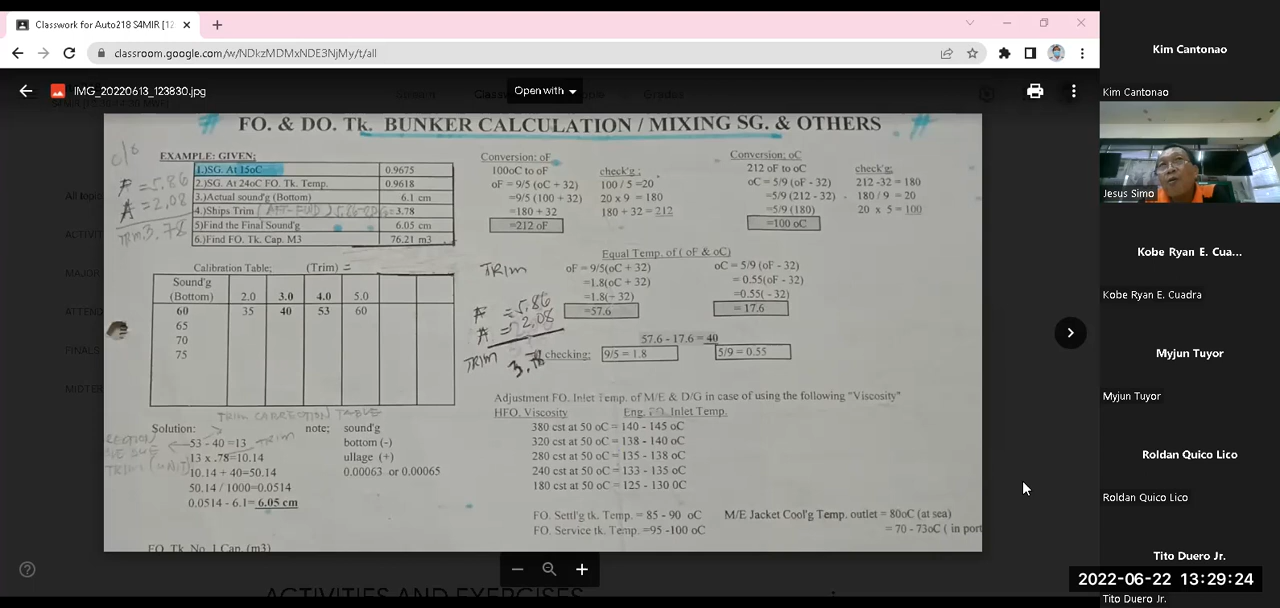 Classwork for Auto218 S4MIR [12
classroom.google.com/w/NDkzMDMxNDE3NjMy/t/all
IMG_20220613_123830.jpg
Open with
FO. & DO. Tk. BUNKER CALCULATION / MIXING SG. & OTHERS
c/o
F = 5.86
A = 2.08
TRIM 3.78
EXAMPLE: GIVEN;
1.)SG. At 15oC 0.9675
2.)SG. At 24oC FO. Tk. Temp. 0.9618
3.)Actual sound'g (Bottom) 6.1 cm
4.)Ships Trim =3.78
5)Find the Final Sound'g 6.05 cm
6.)Find FO. Tk. Cap. M3 76.21 m3
Calibration Table; (Trim) =
Sound'g
(Bottom) 2.0 3.0 4.0 5.0
60 35 40 53 60
65
70
75
TRIM CARRECTION TABLE
Solution; note; sound'g
53 - 40 =13 TRIM bottom (-)
13 x .78=10.14 ullage (+)
10.14 + 40=50.14 0.00063 or 0.00065
50.14 / 1000=0.0514
0.0514 - 6.1= 6.05 cm
FO. Tk No. 1 Cap. (m3)
Conversion: oF
100oC to oF check'g:
oF = 9/5 (oC + 32) 100 / 5 =20
=9/5 (100 + 32) 20 x 9 = 180
=180 + 32 180 + 32 = 212
=212 oF
Conversion: oC
212 oF to oC check'g:
oC = 5/9 (oF - 32) 212 -32 = 180
=5/9 (212 - 32) 180 / 9 = 20
=5/9 (180) 20 x 5 = 100
=100 oC
Equal Temp. of ( oF & oC)
oF = 9/5(oC + 32) oC = 5/9 (oF - 32)
=1.8(oC + 32) = 0.55(oF - 32)
=1.8(+ 32) =0.55( - 32)
=57.6 = 17.6
57.6 - 17.6 = 40
checking: 9/5 = 1.8 5/9 = 0.55
TRIM
F = 5.86
A = 2.08
TRIM 3.78
Adjustment FO. Inlet Temp. of M/E & D/G in case of using the following "Viscosity"
HFO. Viscosity Eng. FO. Inlet Temp.
380 cst at 50 oC = 140 - 145 oC
320 cst at 50 oC = 138 - 140 oC
280 cst at 50 oC = 135 - 138 oC
240 cst at 50 oC = 133 - 135 oC
180 cst at 50 oC = 125 - 130 0C
FO. Settl'g tk. Temp. = 85 - 90 oC M/E Jacket Cool'g Temp. outlet = 80oC (at sea)
FO. Service tk. Temp. =95 -100 oC = 70 - 73oC ( in port
ACTIVITIES AND EXERCISES
Kim Cantonao
Kim Cantonao
Jesus Simo
Kobe Ryan E. Cua...
Kobe Ryan E. Cuadra
Myjun Tuyor
Myjun Tuyor
Roldan Quico Lico
Roldan Quico Lico
Tito Duero Jr.
2022-06-22 13:29:24
Tito Duero Jr.